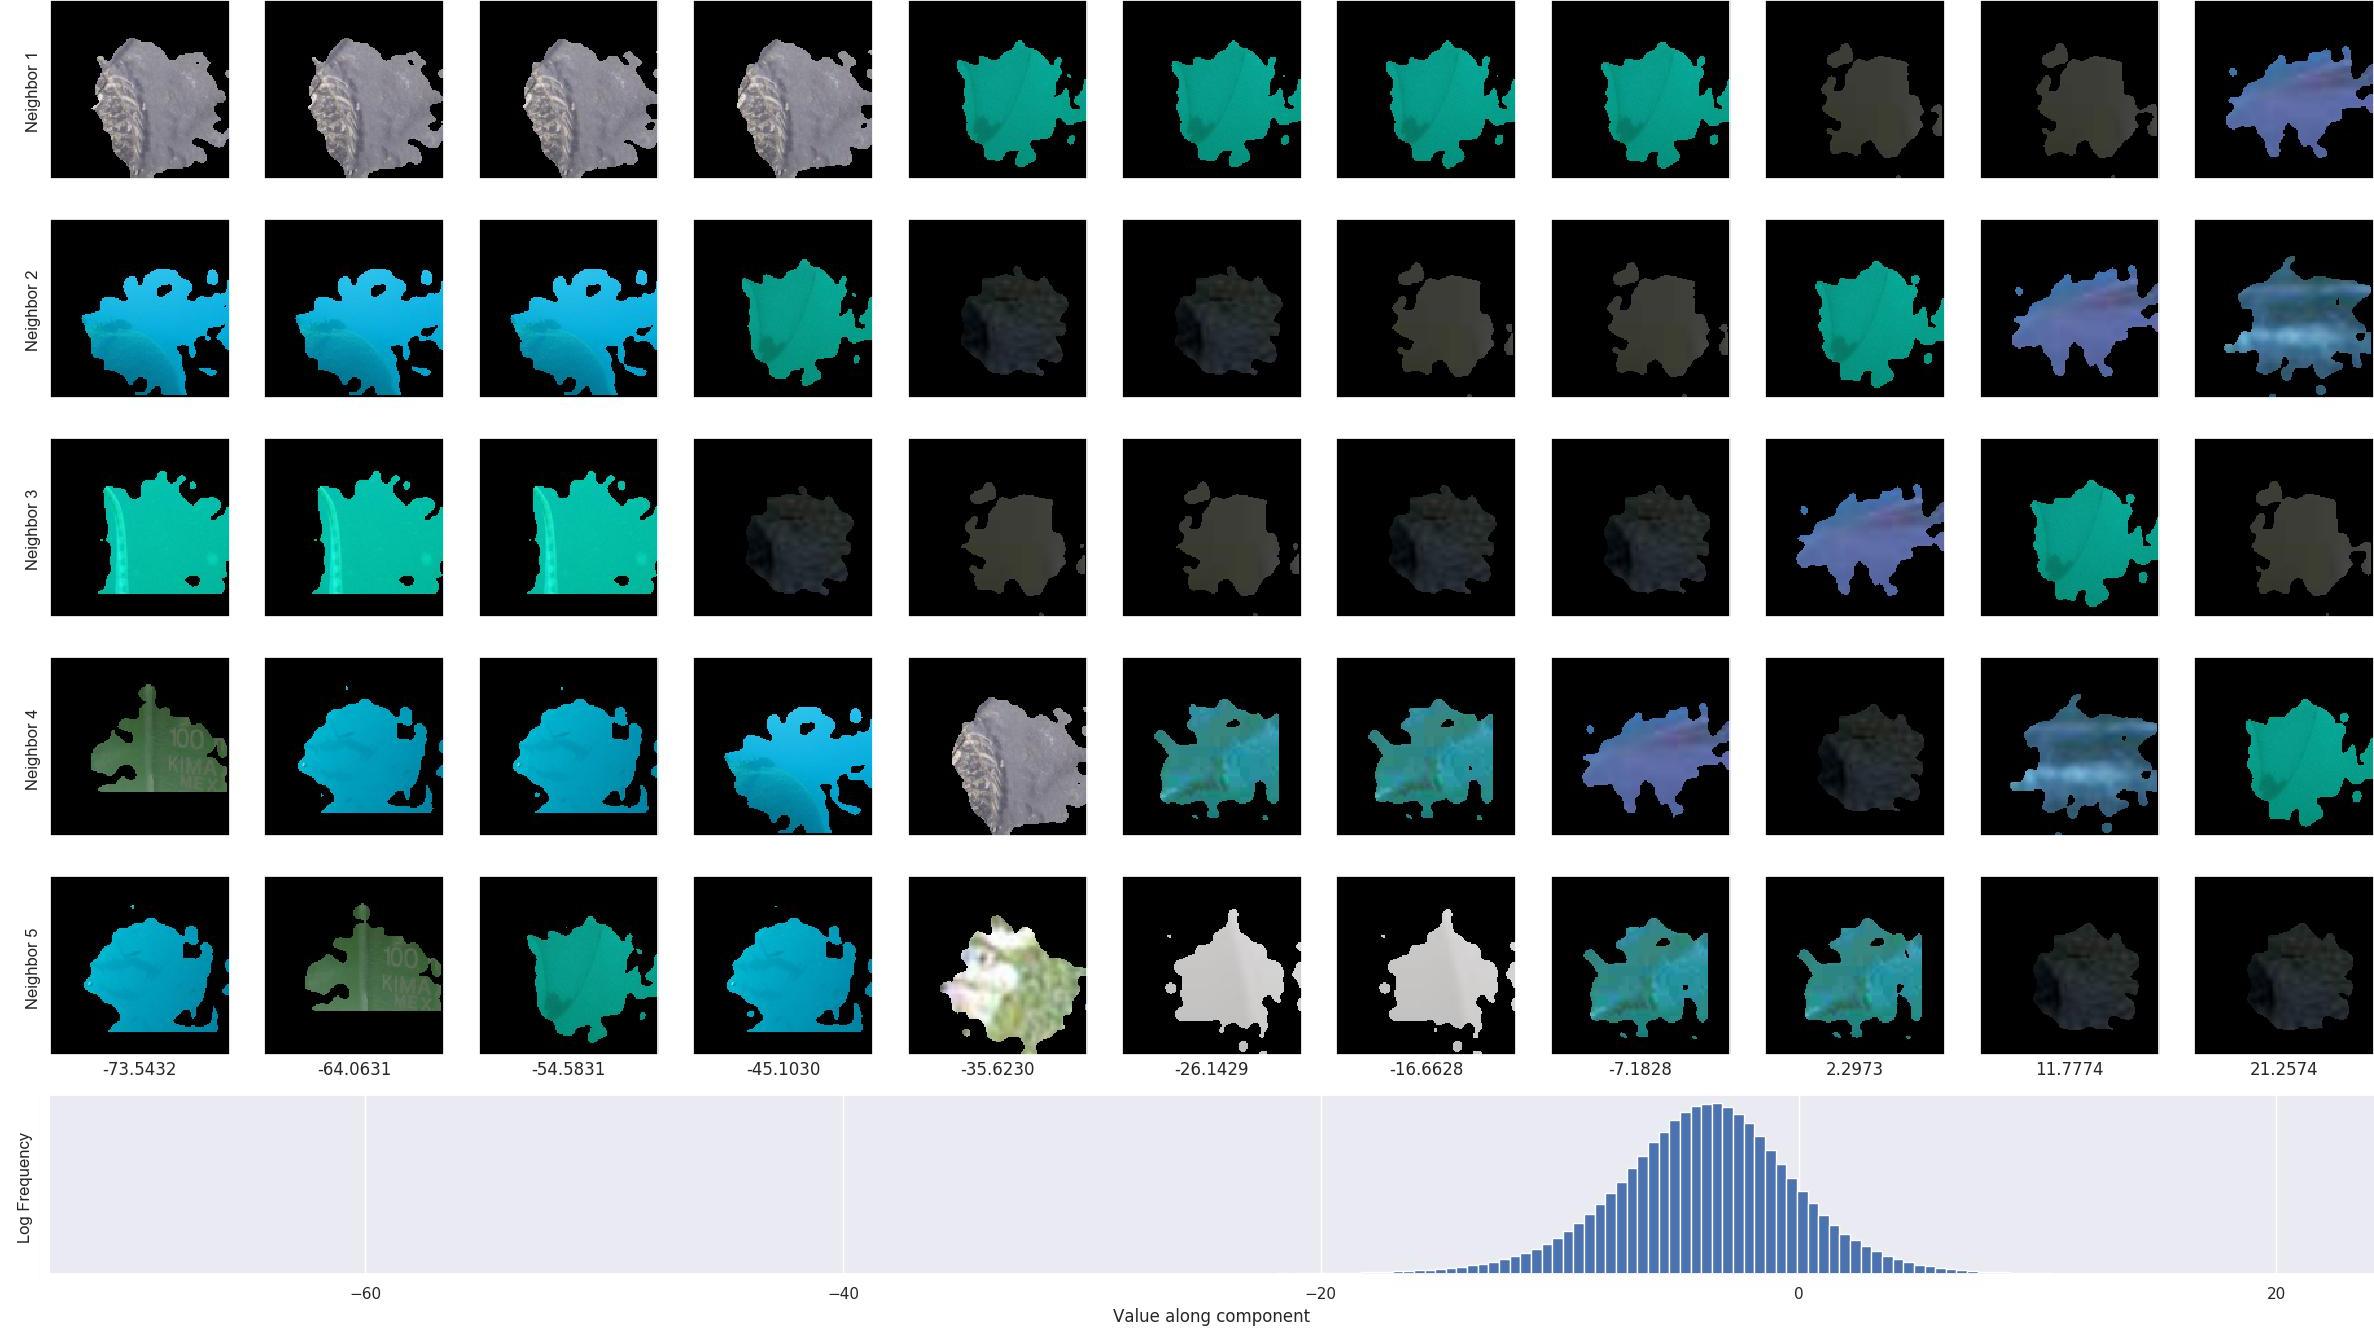 Neighbor 1
Neighbor 2
Neighbor 3
Neighbor 4
100
KIMA
MEX
Neighbor 5
100
KIMA
MEX
-73.5432 -64.0631 -54.5831 -45.1030 -35.6230 -26.1429 -16.6628 -7.1828 2.2973 11.7774 21.2574
Log Frequency
−60 −40 −20 0 20
Value along component